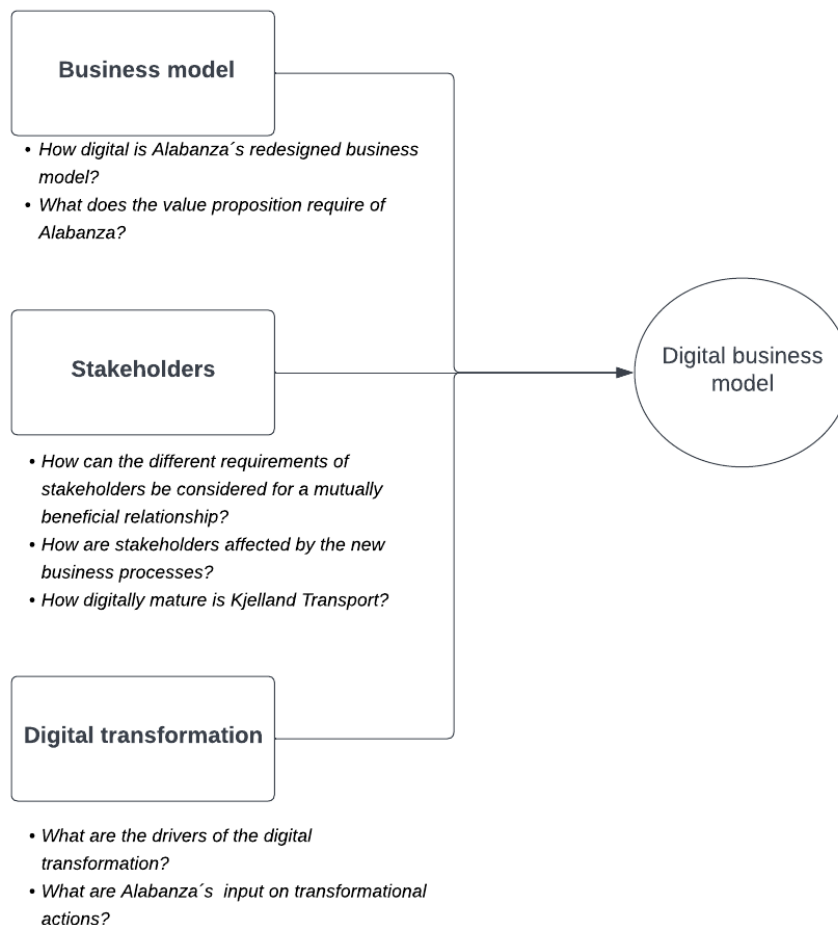 Business model
• How digital is Alabanza´s redesigned business
model?
• What does the value proposition require of
Alabanza?
Stakeholders
• How can the different requirements of
stakeholders be considered for a mutually
beneficial relationship?
• How are stakeholders affected by the new
business processes?
• How digitally mature is Kjelland Transport?
Digital transformation
• What are the drivers of the digital
transformation?
• What are Alabanza´s  input on transformational
actions?
Digital business
model